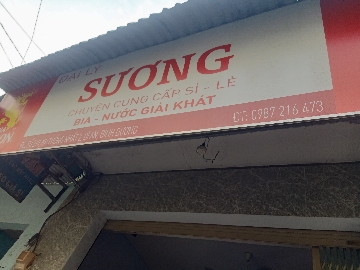 ĐẠI LÝ
SƯƠNG
CHUYÊN CUNG CẤP SỈ - LẺ
BIA - NƯỚC GIẢI KHÁT
ĐT: 0987 216 473